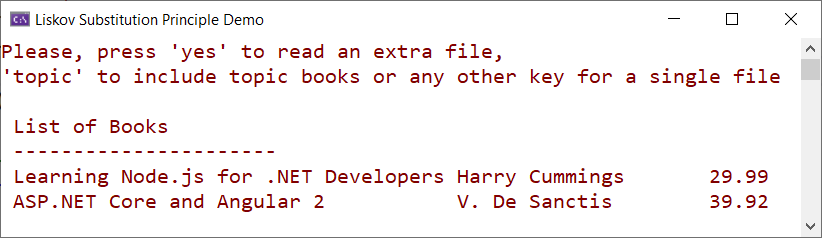 Liskov Substitution Principle Demo
Please, press 'yes' to read an extra file,
'topic' to include topic books or any other key for a single file
List of Books
----------------------
Learning Node.js for .NET Developers Harry Cummings 29.99
ASP.NET Core and Angular 2 V. De Sanctis 39.92